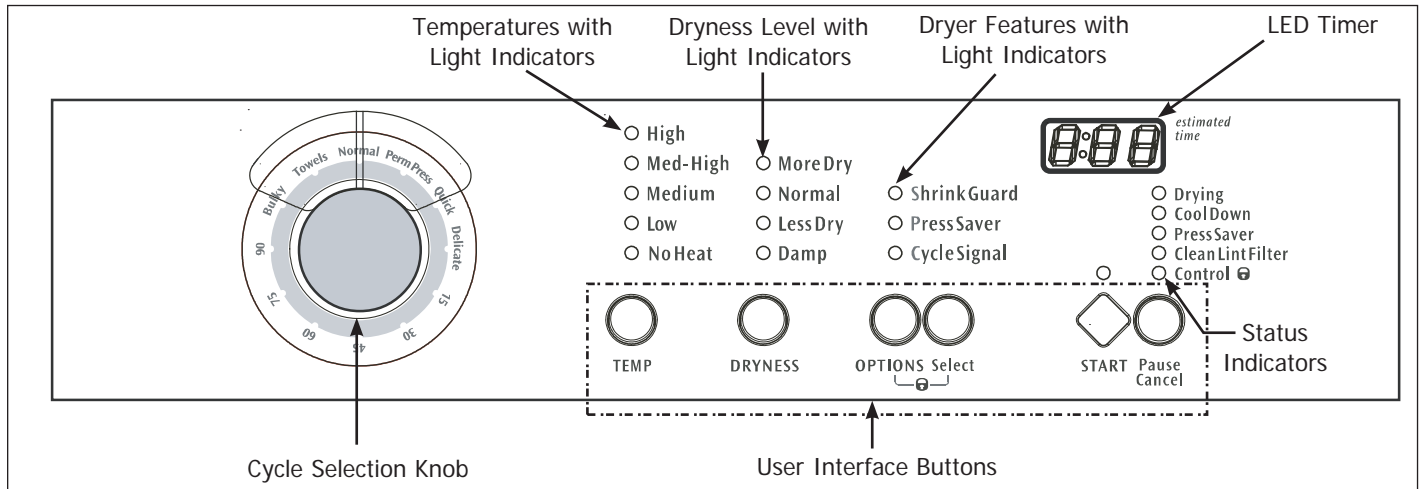 Temperatures with
Light Indicators
Dryness Level with
Light Indicators
Dryer Features with
Light Indicators
LED Timer
Bulky
Towels
Normal
Perm Press
Quick
Delicate
15
30
45
60
75
90
High
Med-High
Medium
Low
No Heat
More Dry
Normal
Less Dry
Damp
Shrink Guard
Press Saver
Cycle Signal
8:88
estimated
time
Drying
Cool Down
Press Saver
Clean Lint Filter
Control
Status
Indicators
TEMP
DRYNESS
OPTIONS Select
START
Pause
Cancel
Cycle Selection Knob
User Interface Buttons